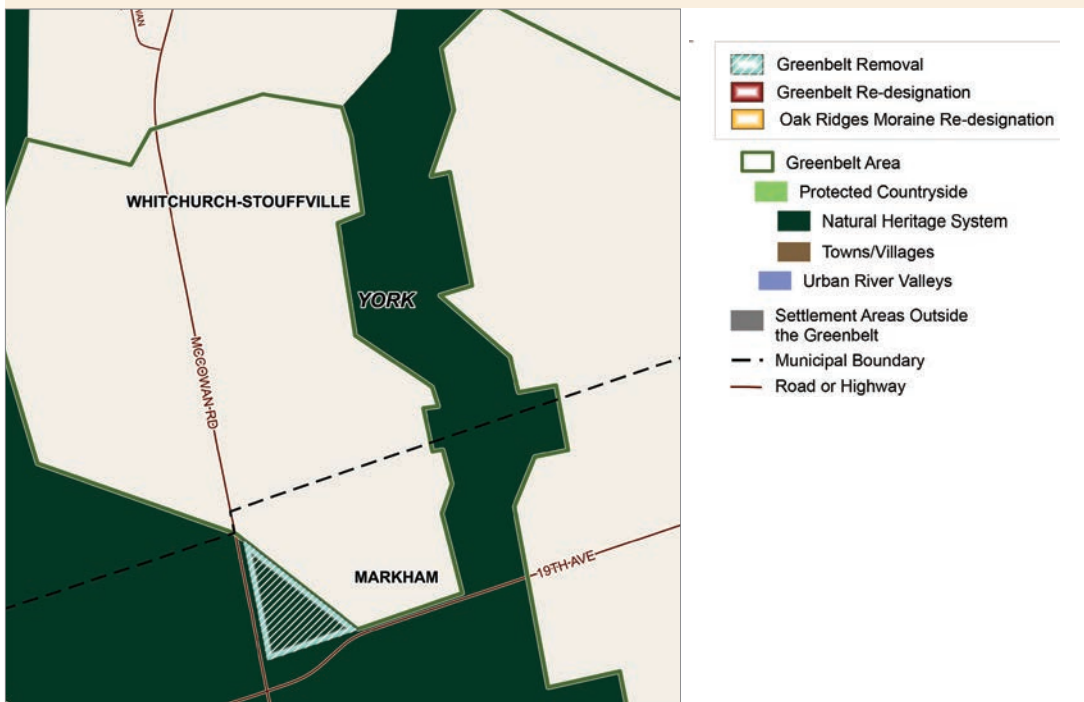 WHITCHURCH-STOUFFVILLE
YORK
MCCOWAN RD
MARKHAM
19TH AVE
Greenbelt Removal
Greenbelt Re-designation
Oak Ridges Moraine Re-designation
Greenbelt Area
Protected Countryside
Natural Heritage System
Towns/Villages
Urban River Valleys
Settlement Areas Outside
the Greenbelt
Municipal Boundary
Road or Highway